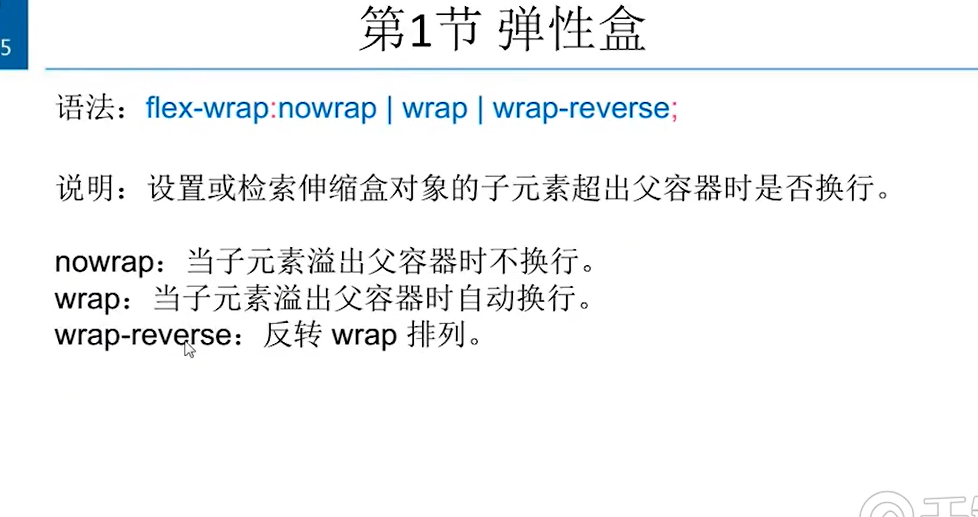 5
第1节 弹性盒
语法：flex-wrap:nowrap | wrap | wrap-reverse;
说明：设置或检索伸缩盒对象的子元素超出父容器时是否换行。
nowrap：当子元素溢出父容器时不换行。
wrap：当子元素溢出父容器时自动换行。
wrap-reverse：反转 wrap 排列。